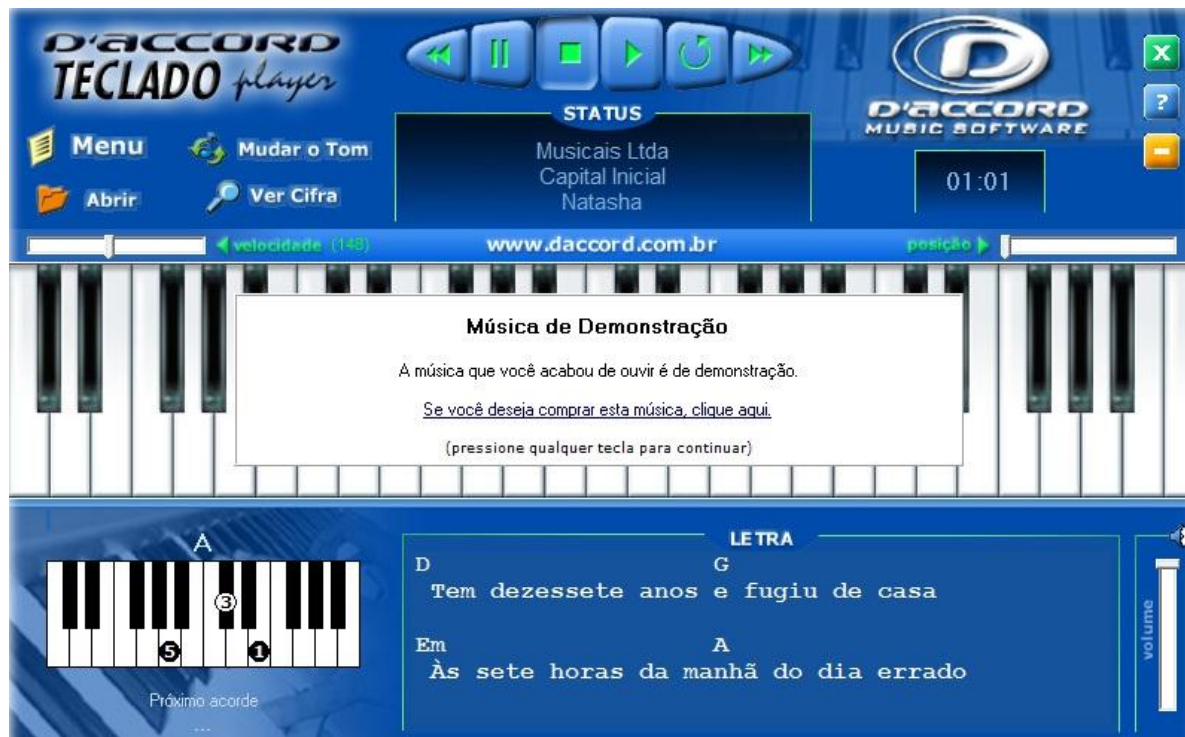 D'ACCORD
TECLADO player
Menu
Mudar o Tom
Abrir
Ver Cifra
STATUS
Musicais Ltda
Capital Inicial
Natasha
D
D'ACCORD
MUSIC SOFTWARE
X
?
01:01
velocidade (148)
www.daccord.com.br
posição
Música de Demonstração
A música que você acabou de ouvir é de demonstração.
Se você deseja comprar esta música, clique aqui.
(pressione qualquer tecla para continuar)
A
3
5 1
Próximo acorde
...
LETRA
D G
Tem dezessete anos e fugiu de casa
Em A
Às sete horas da manhã do dia errado
volume